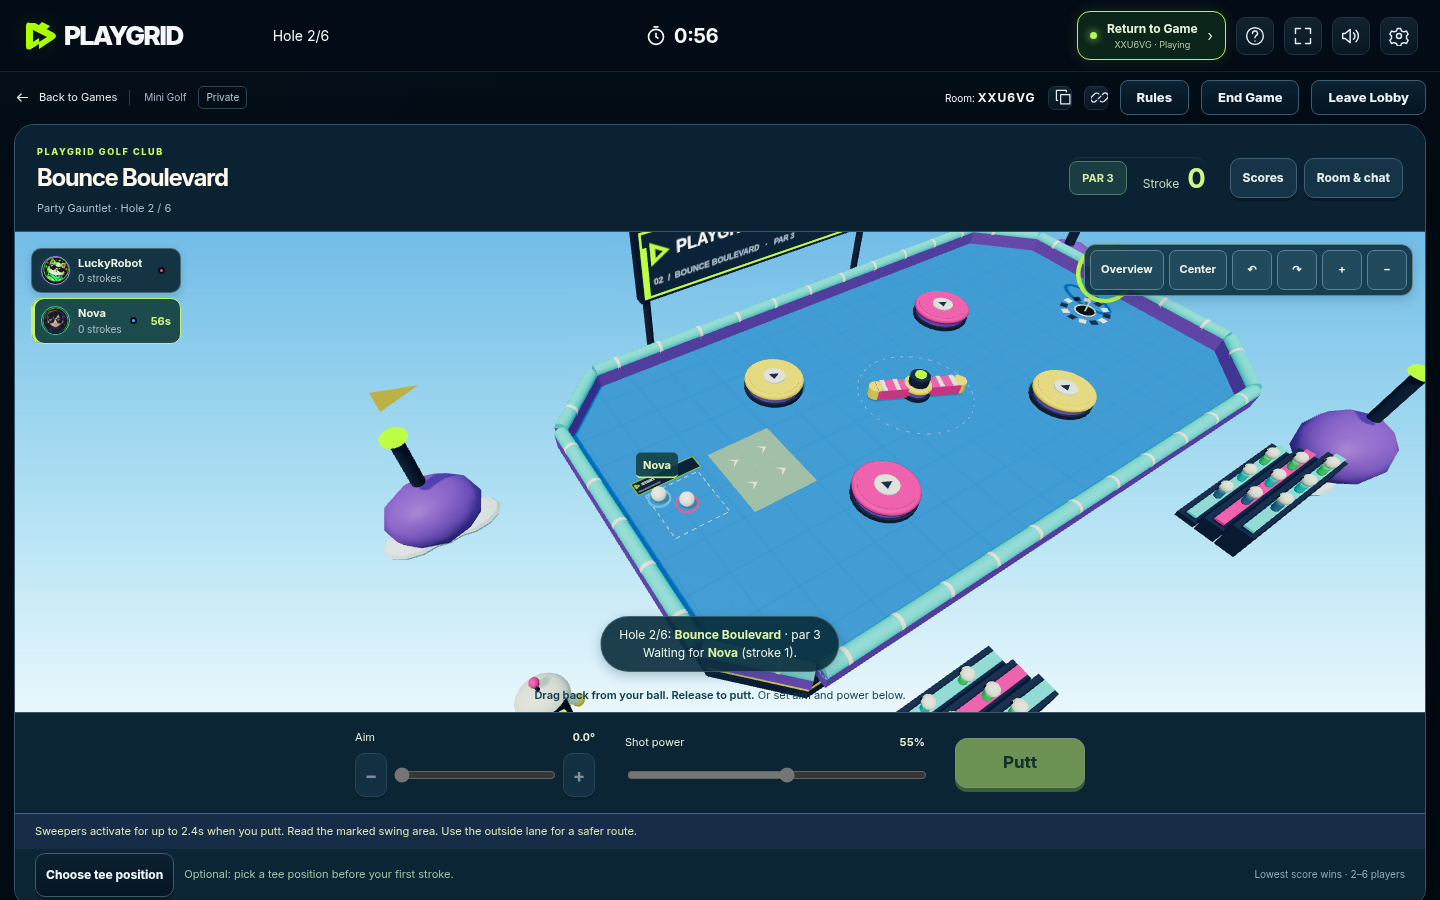 PLAYGRID
Hole 2/6
0:56
Return to Game
XXU6VG · Playing
Back to Games
Mini Golf
Private
Room: XXU6VG
Rules
End Game
Leave Lobby
PLAYGRID GOLF CLUB
Bounce Boulevard
Party Gauntlet · Hole 2 / 6
PAR 3
Stroke 0
Scores
Room & chat
LuckyRobot
0 strokes
Nova
0 strokes
56s
02 / BOUNCE BOULEVARD · PAR 3
Overview
Center
Nova
Hole 2/6: Bounce Boulevard · par 3
Waiting for Nova (stroke 1).
Drag back from your ball. Release to putt. Or set aim and power below.
Aim
0.0°
Shot power
55%
Putt
Sweepers activate for up to 2.4s when you putt. Read the marked swing area. Use the outside lane for a safer route.
Choose tee position
Optional: pick a tee position before your first stroke.
Lowest score wins · 2–6 players